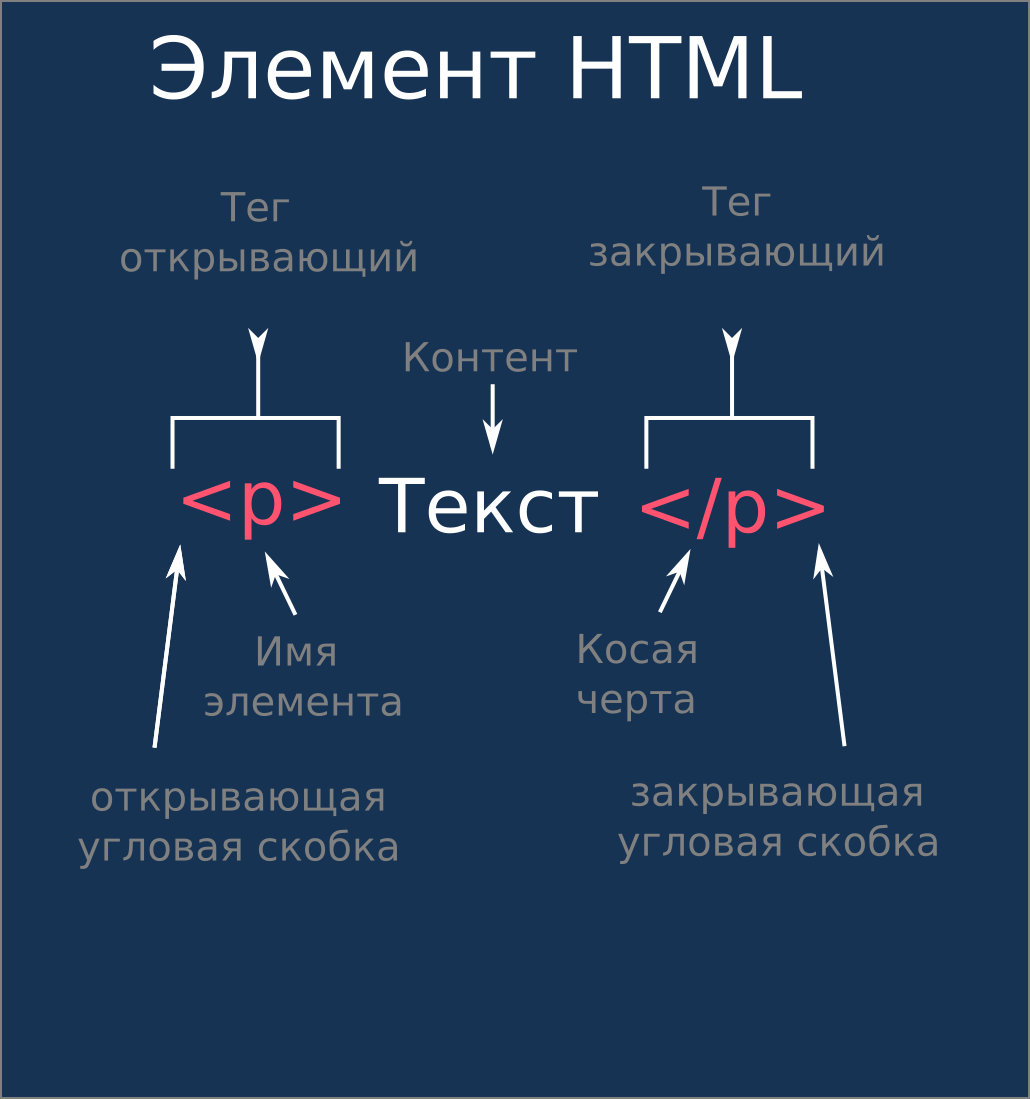 Элемент HTML
Тег
открывающий
Тег
закрывающий
Контент
<p> Текст </p>
Имя
элемента
Косая
черта
открывающая
угловая скобка
закрывающая
угловая скобка